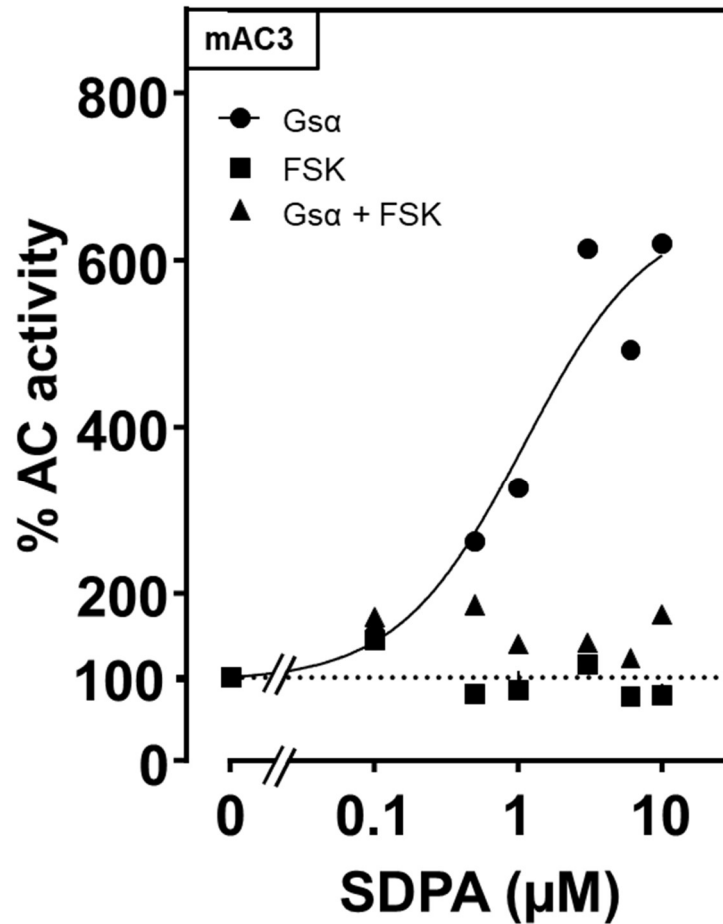 mAC3
Gsα
FSK
Gsα + FSK
% AC activity
800
600
400
200
100
0
0
0.1
1
10
SDPA (µM)